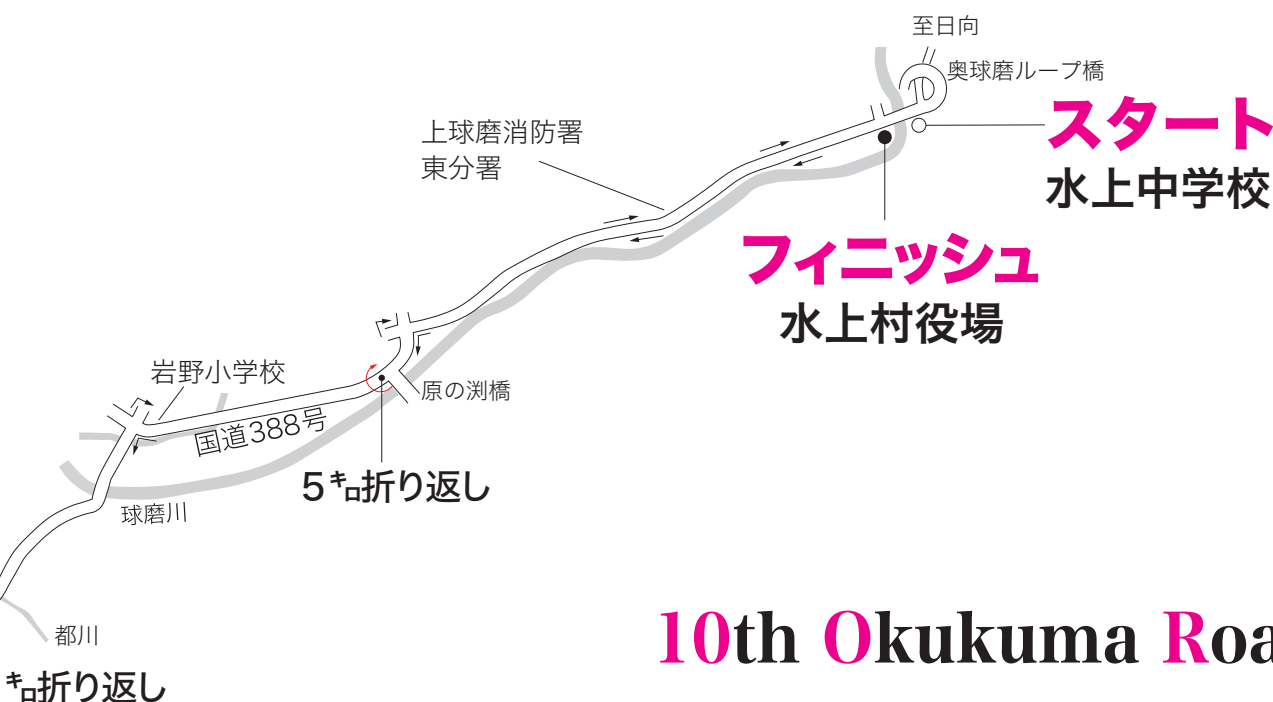 至日向
奥球磨ループ橋
スタート
水上中学校
上球磨消防署
東分署
フィニッシュ
水上村役場
岩野小学校
原の渕橋
国道388号
5㌔折り返し
球磨川
都川
㌔折り返し
10th Okukuma Roa